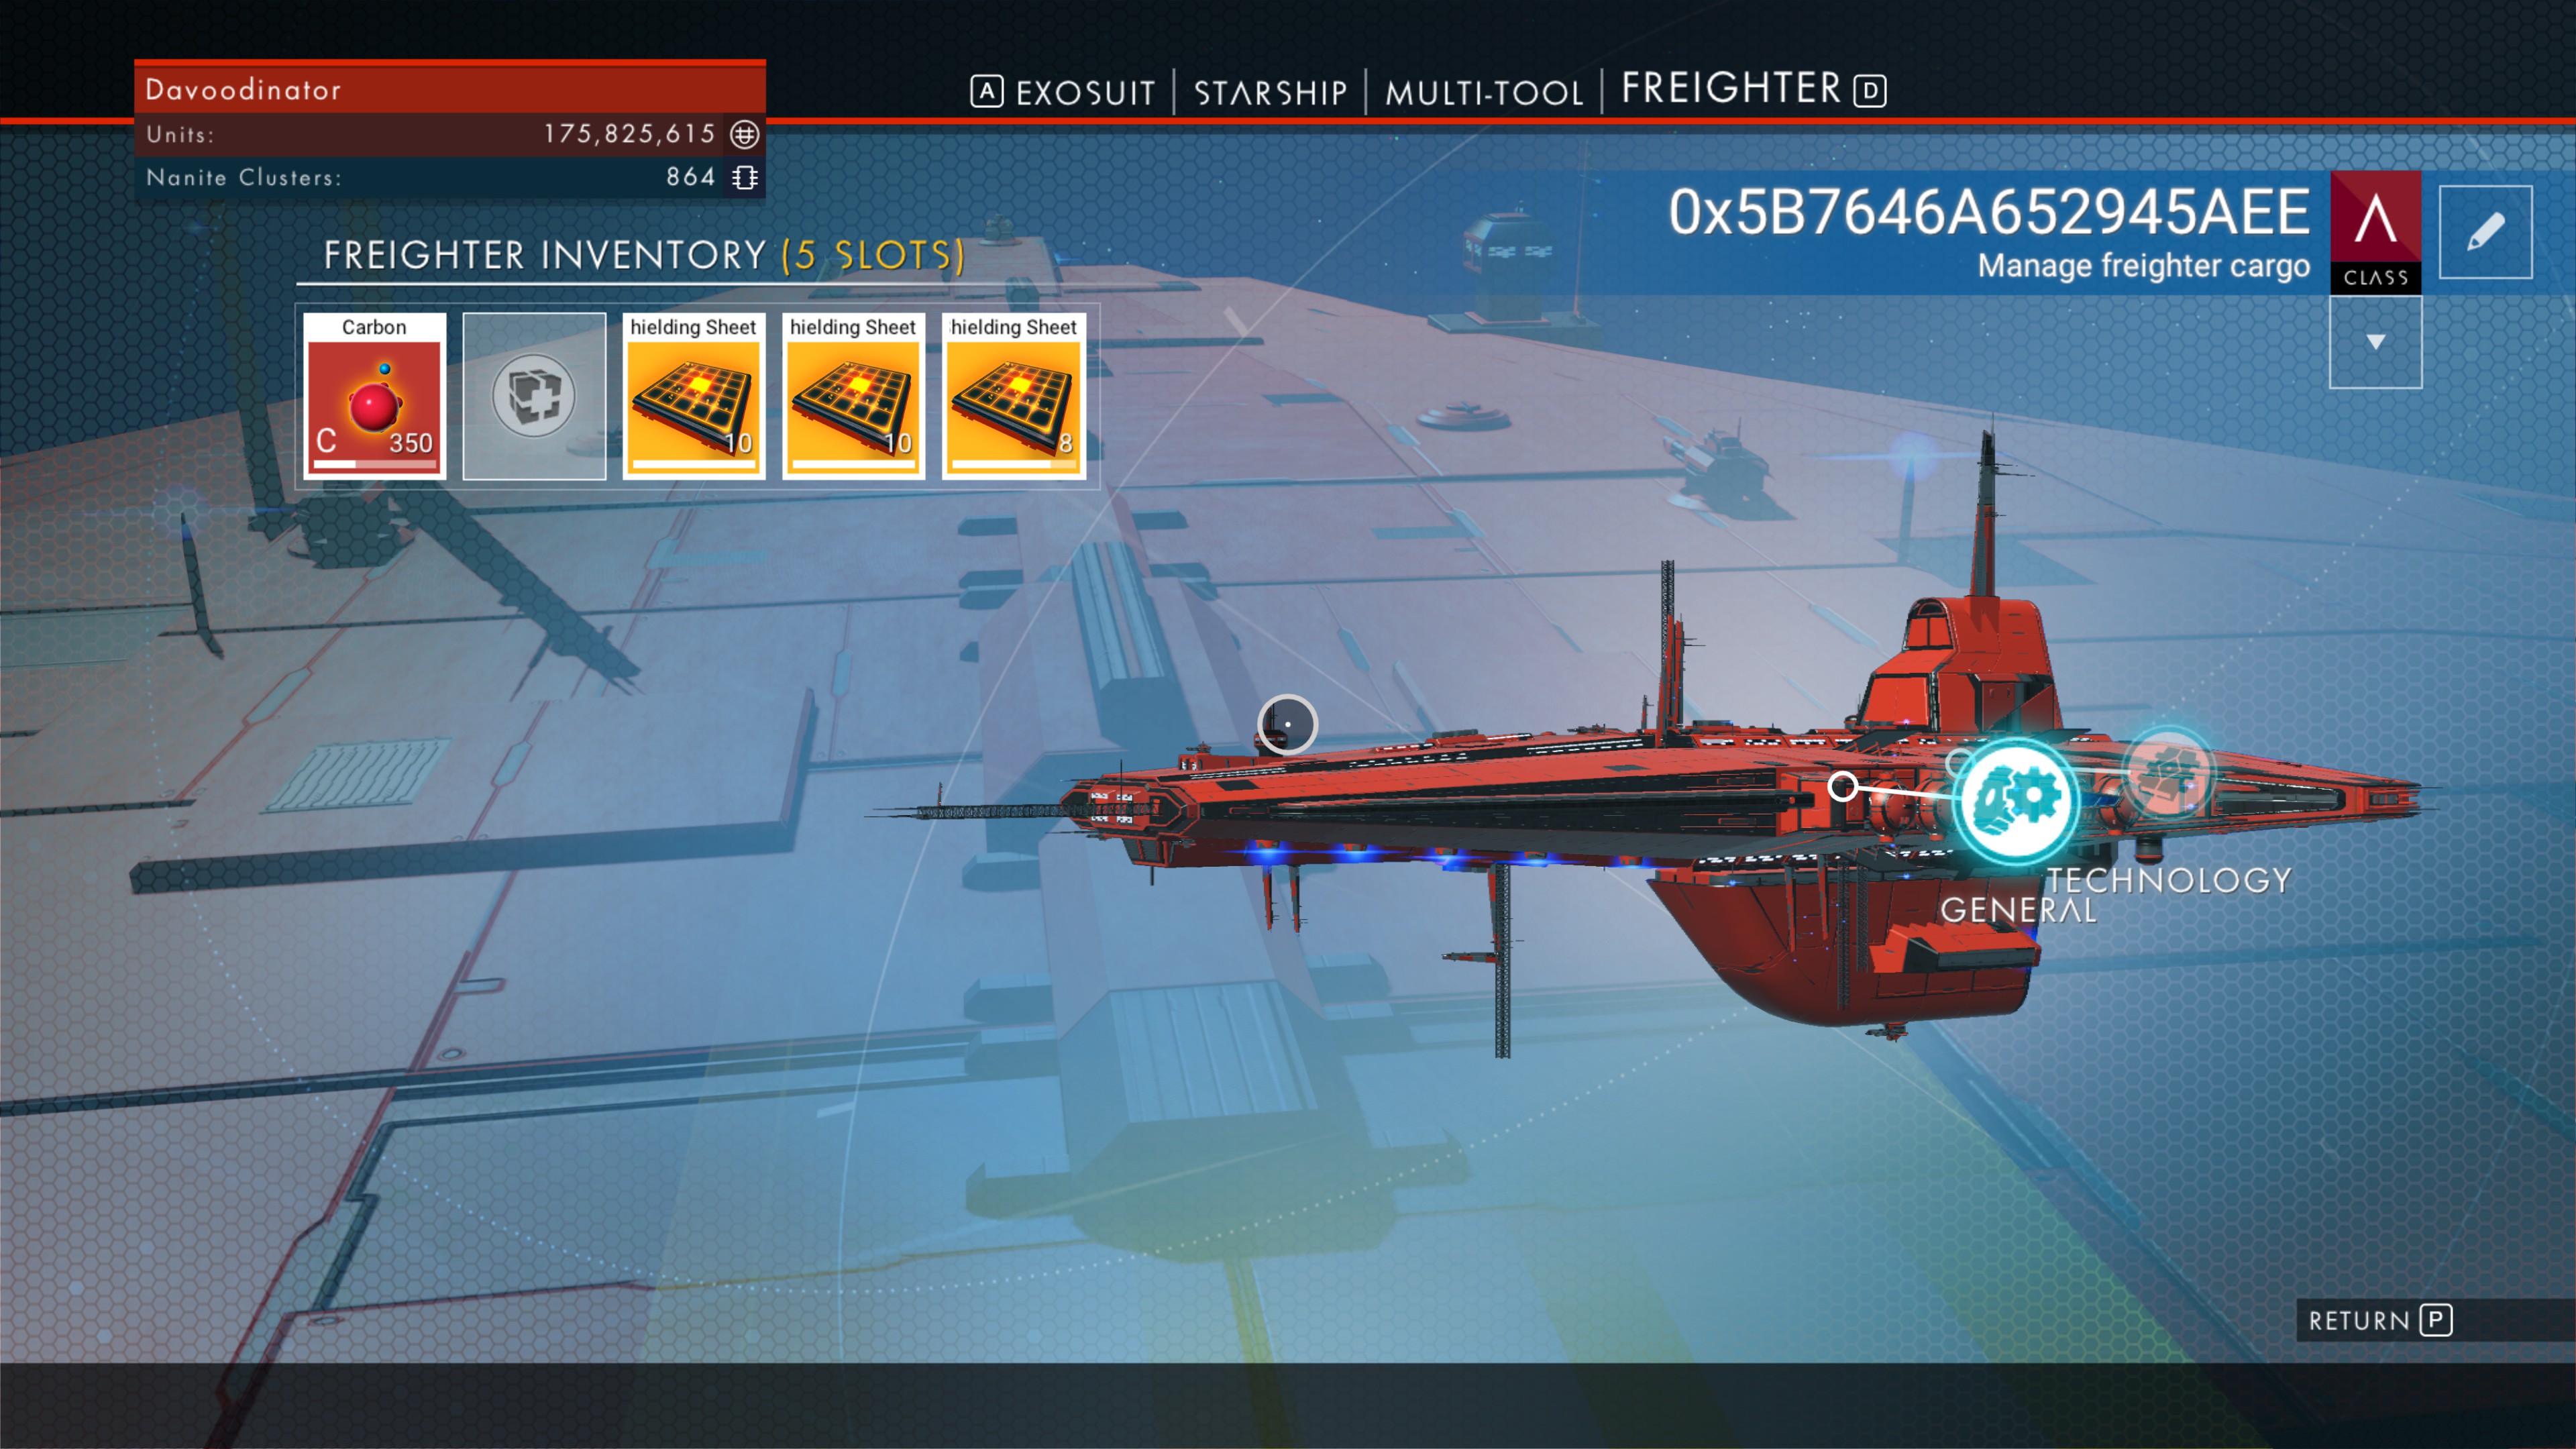 Davoodinator
Units: 175,825,615
Nanite Clusters: 864
A EXOSUIT STARSHIP MULTI-TOOL FREIGHTER D
0x5B7646A652945AEE
Manage freighter cargo
A
CLASS
FREIGHTER INVENTORY (5 SLOTS)
Carbon
C 350
hielding Sheet
10
hielding Sheet
10
hielding Sheet
8
TECHNOLOGY
GENERAL
RETURN P